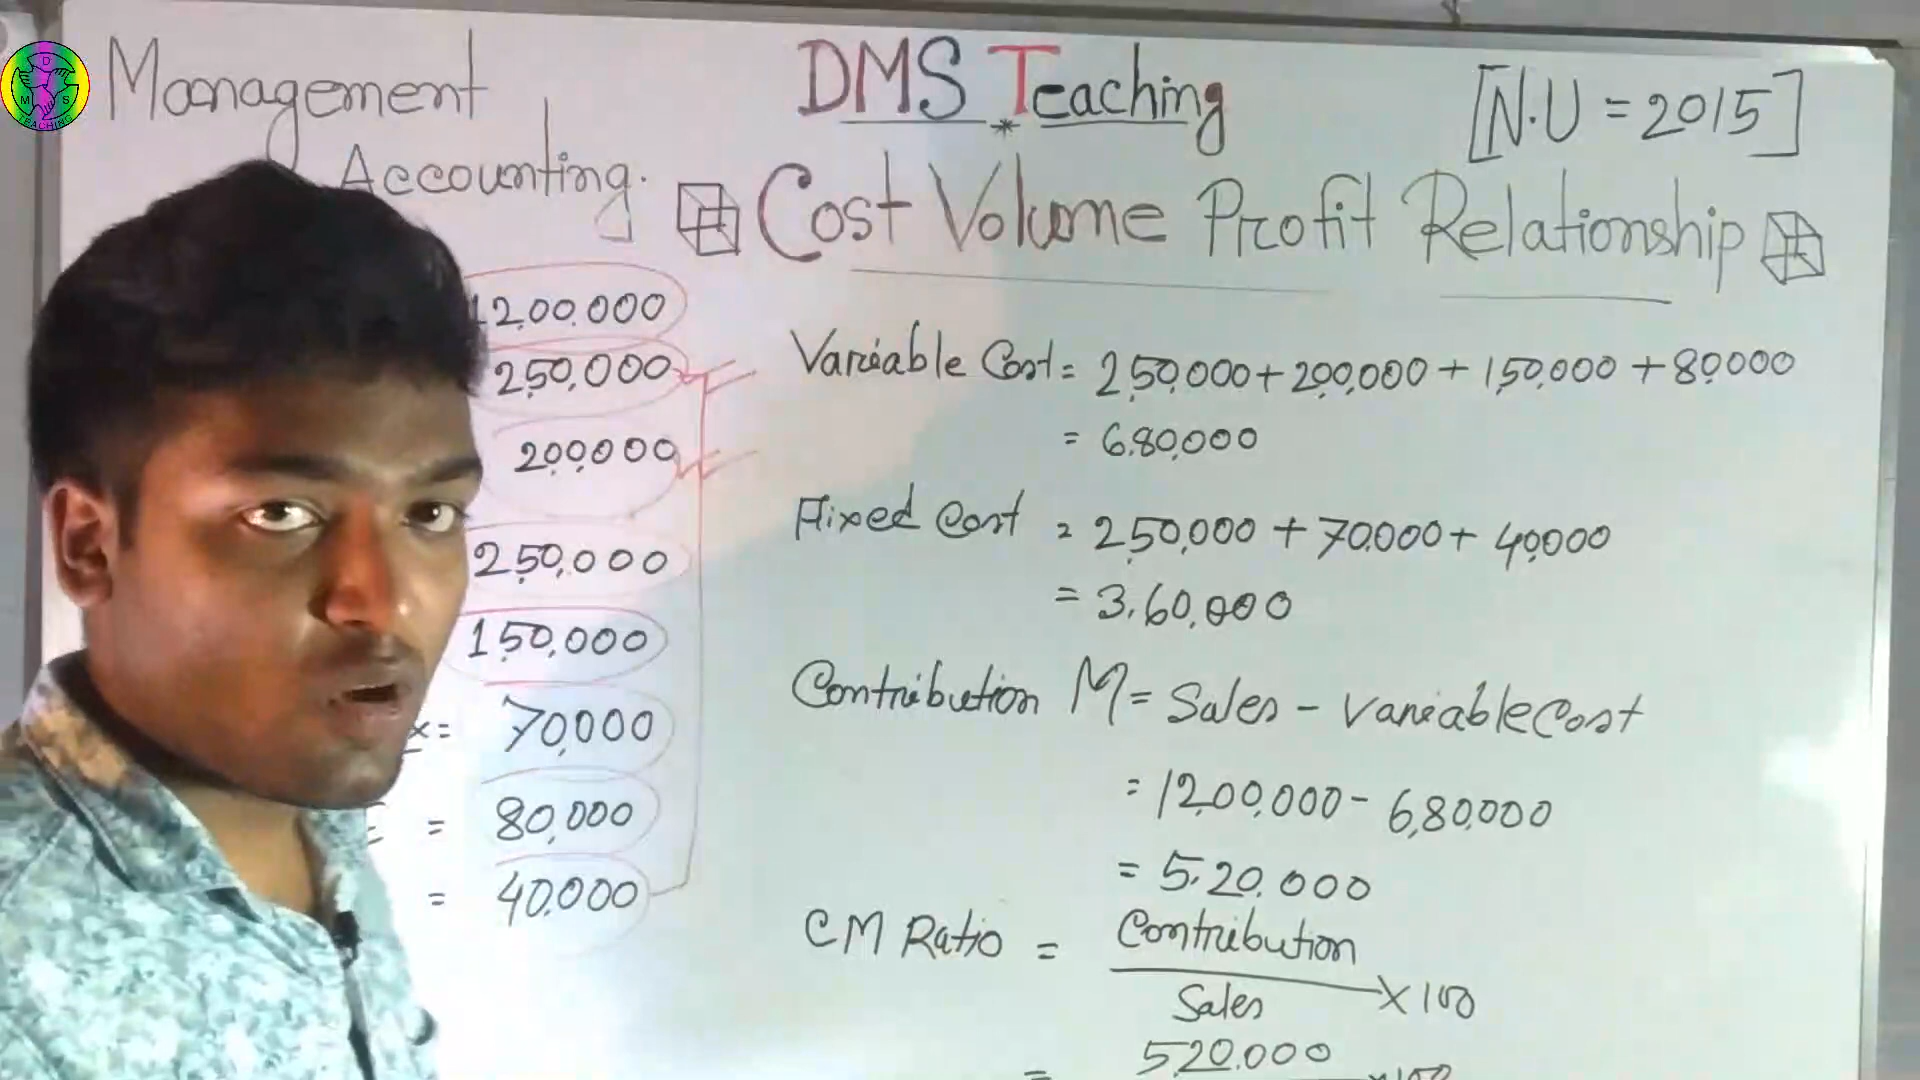 Management
Accounting.
DMS Teaching
[N.U = 2015]
Cost Volume Profit Relationship
12,00,000
2,50,000
2,00,000
2,50,000
1,50,000
x = 70,000
= 80,000
= 40,000
Variable Cost = 2,50,000 + 2,00,000 + 1,50,000 + 80,000
= 6,80,000
Fixed Cost = 2,50,000 + 70,000 + 40,000
= 3,60,000
Contribution M = Sales - Variable Cost
= 12,00,000 - 6,80,000
= 5,20,000
CM Ratio = Contribution
Sales × 100
= 5,20,000 ×100
D M S
TEACHING